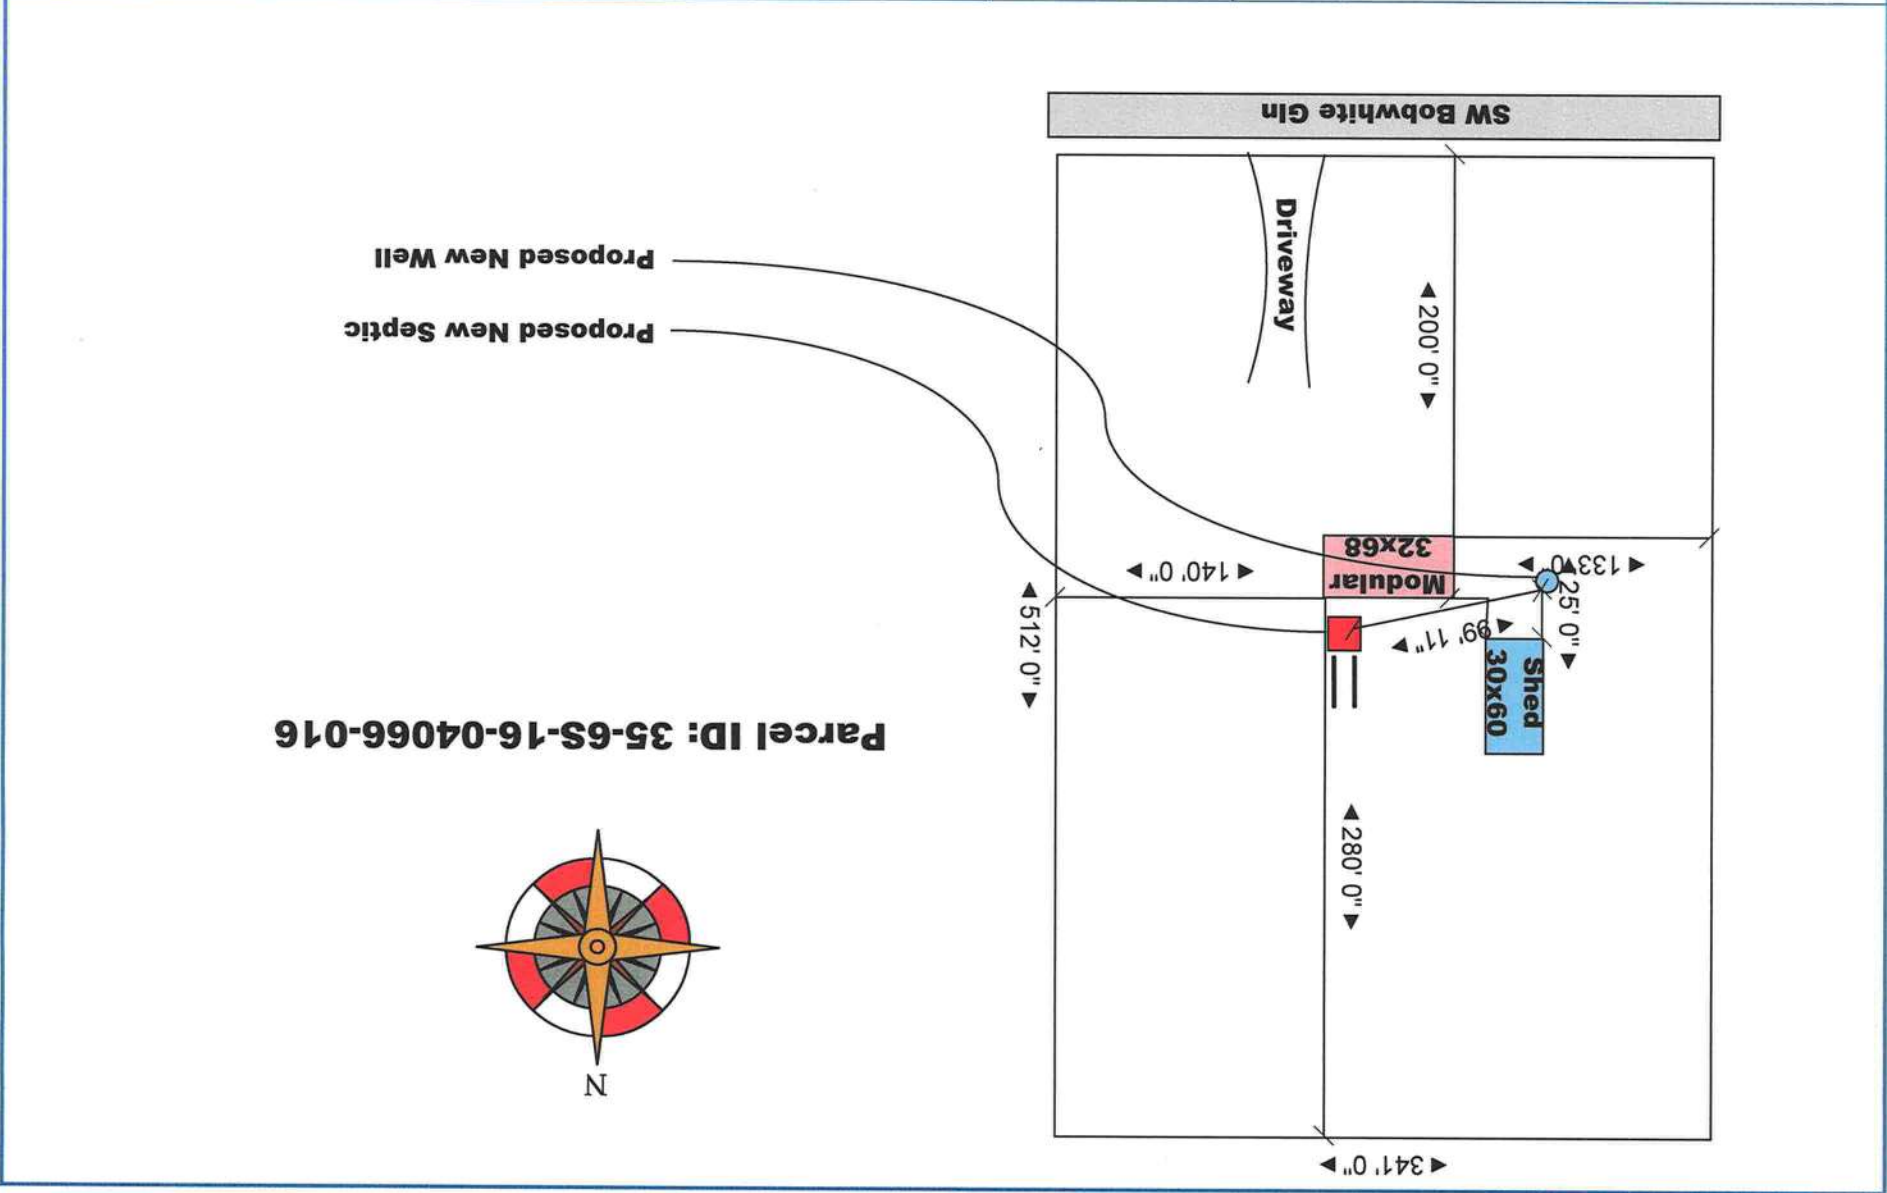 341' 0"
280' 0"
N
Parcel ID: 35-6S-16-04066-016
Shed
30x60
512' 0"
99' 11"
25' 0"
Modular
32x68
140' 0"
133' 0"
200' 0"
Proposed New Septic
Proposed New Well
Driveway
SW Bobwhite Gln